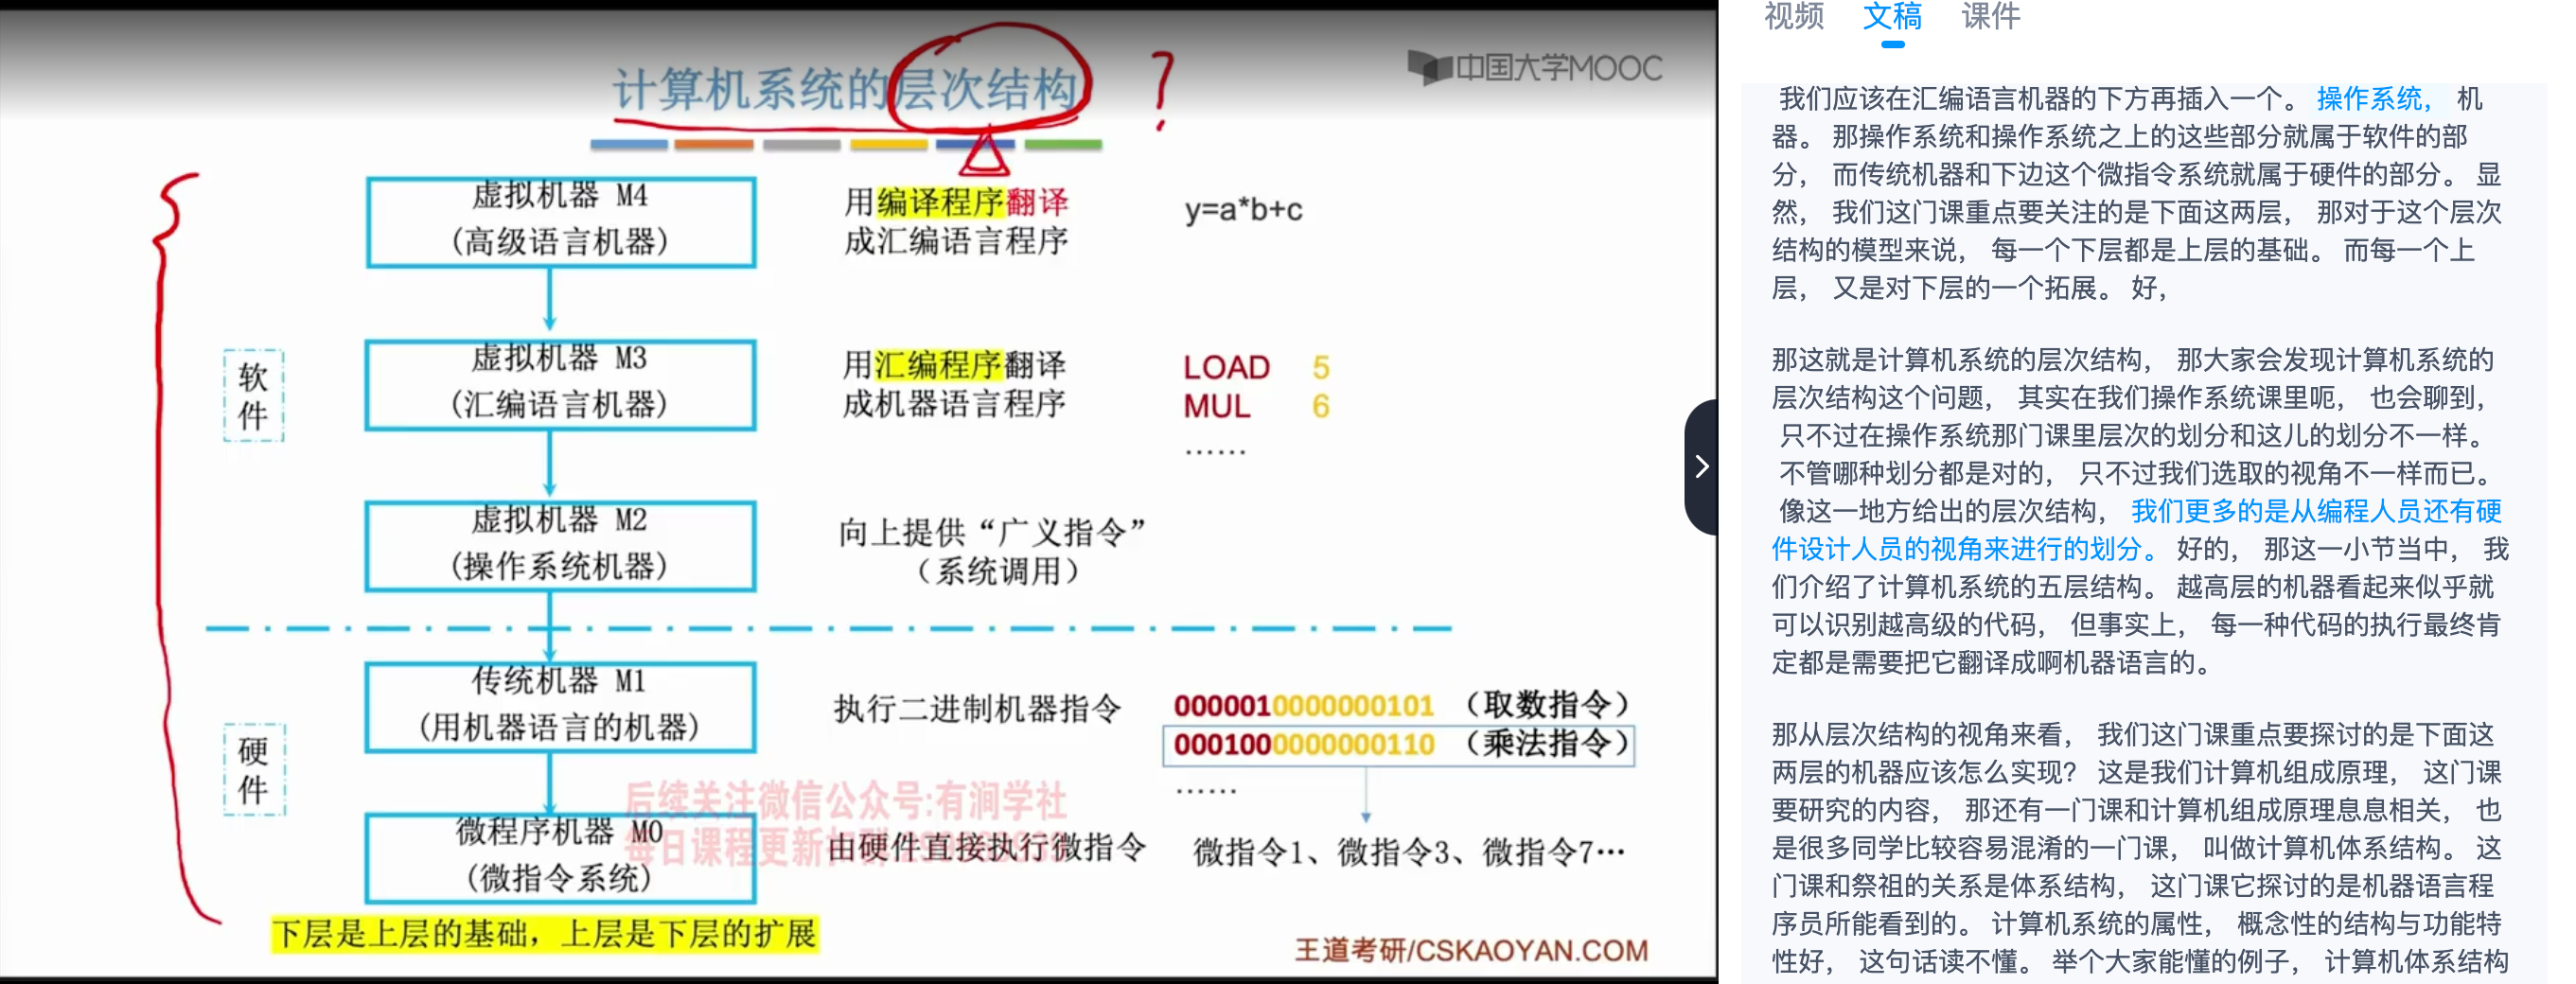 计算机系统的层次结构
?
中国大学MOOC
虚拟机器 M4
(高级语言机器)
用编译程序翻译
成汇编语言程序
y=a*b+c
软件
虚拟机器 M3
(汇编语言机器)
用汇编程序翻译
成机器语言程序
LOAD 5
MUL 6
……
虚拟机器 M2
(操作系统机器)
向上提供“广义指令”
(系统调用)
硬件
传统机器 M1
(用机器语言的机器)
执行二进制机器指令
0000010000000101 (取数指令)
0001000000000110 (乘法指令)
……
后续关注微信公众号:有涧学社
每日课程更新加群
微程序机器 M0
(微指令系统)
由硬件直接执行微指令
微指令1、微指令3、微指令7…
下层是上层的基础，上层是下层的扩展
王道考研/CSKAOYAN.COM
视频 文稿 课件
我们应该在汇编语言机器的下方再插入一个。 操作系统， 机
器。 那操作系统和操作系统之上的这些部分就属于软件的部
分， 而传统机器和下边这个微指令系统就属于硬件的部分。 显
然， 我们这门课重点要关注的是下面这两层， 那对于这个层次
结构的模型来说， 每一个下层都是上层的基础。 而每一个上
层， 又是对下层的一个拓展。 好，
那这就是计算机系统的层次结构， 那大家会发现计算机系统的
层次结构这个问题， 其实在我们操作系统课里呃， 也会聊到，
只不过在操作系统那门课里层次的划分和这儿的划分不一样。
不管哪种划分都是对的， 只不过我们选取的视角不一样而已。
像这一地方给出的层次结构， 我们更多的是从编程人员还有硬
件设计人员的视角来进行的划分。 好的， 那这一小节当中， 我
们介绍了计算机系统的五层结构。 越高层的机器看起来似乎就
可以识别越高级的代码， 但事实上， 每一种代码的执行最终肯
定都是需要把它翻译成啊机器语言的。
那从层次结构的视角来看， 我们这门课重点要探讨的是下面这
两层的机器应该怎么实现? 这是我们计算机组成原理， 这门课
要研究的内容， 那还有一门课和计算机组成原理息息相关， 也
是很多同学比较容易混淆的一门课， 叫做计算机体系结构。 这
门课和祭祖的关系是体系结构， 这门课它探讨的是机器语言程
序员所能看到的。 计算机系统的属性， 概念性的结构与功能特
性好， 这句话读不懂。 举个大家能懂的例子， 计算机体系结构